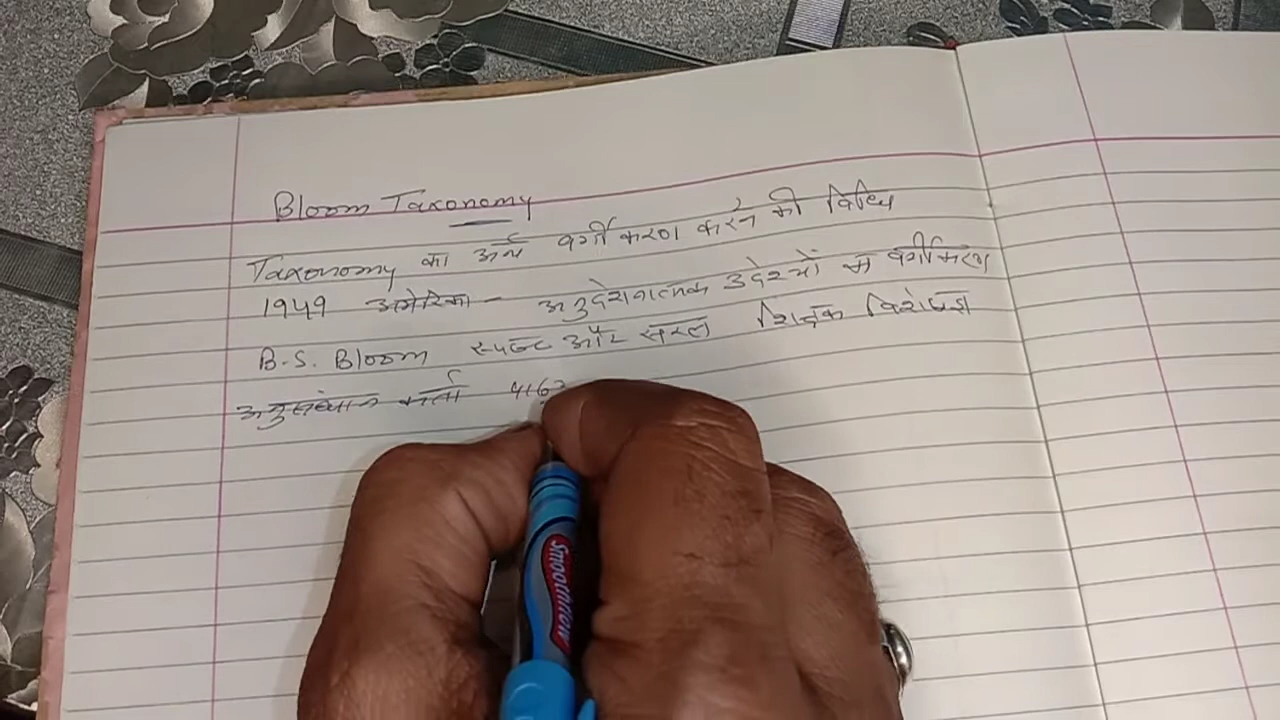 Bloom Taxonomy
Taxonomy का अर्थ वर्गीकरण करने की विधि
1949 अमेरिका - अनुदेशनात्मक उदेश्यों का वर्गीकरण
B.S. Bloom स्पष्ट और सरल शिक्षक विशेषज्ञ
अनुसंधान कर्ता
Smoothflow